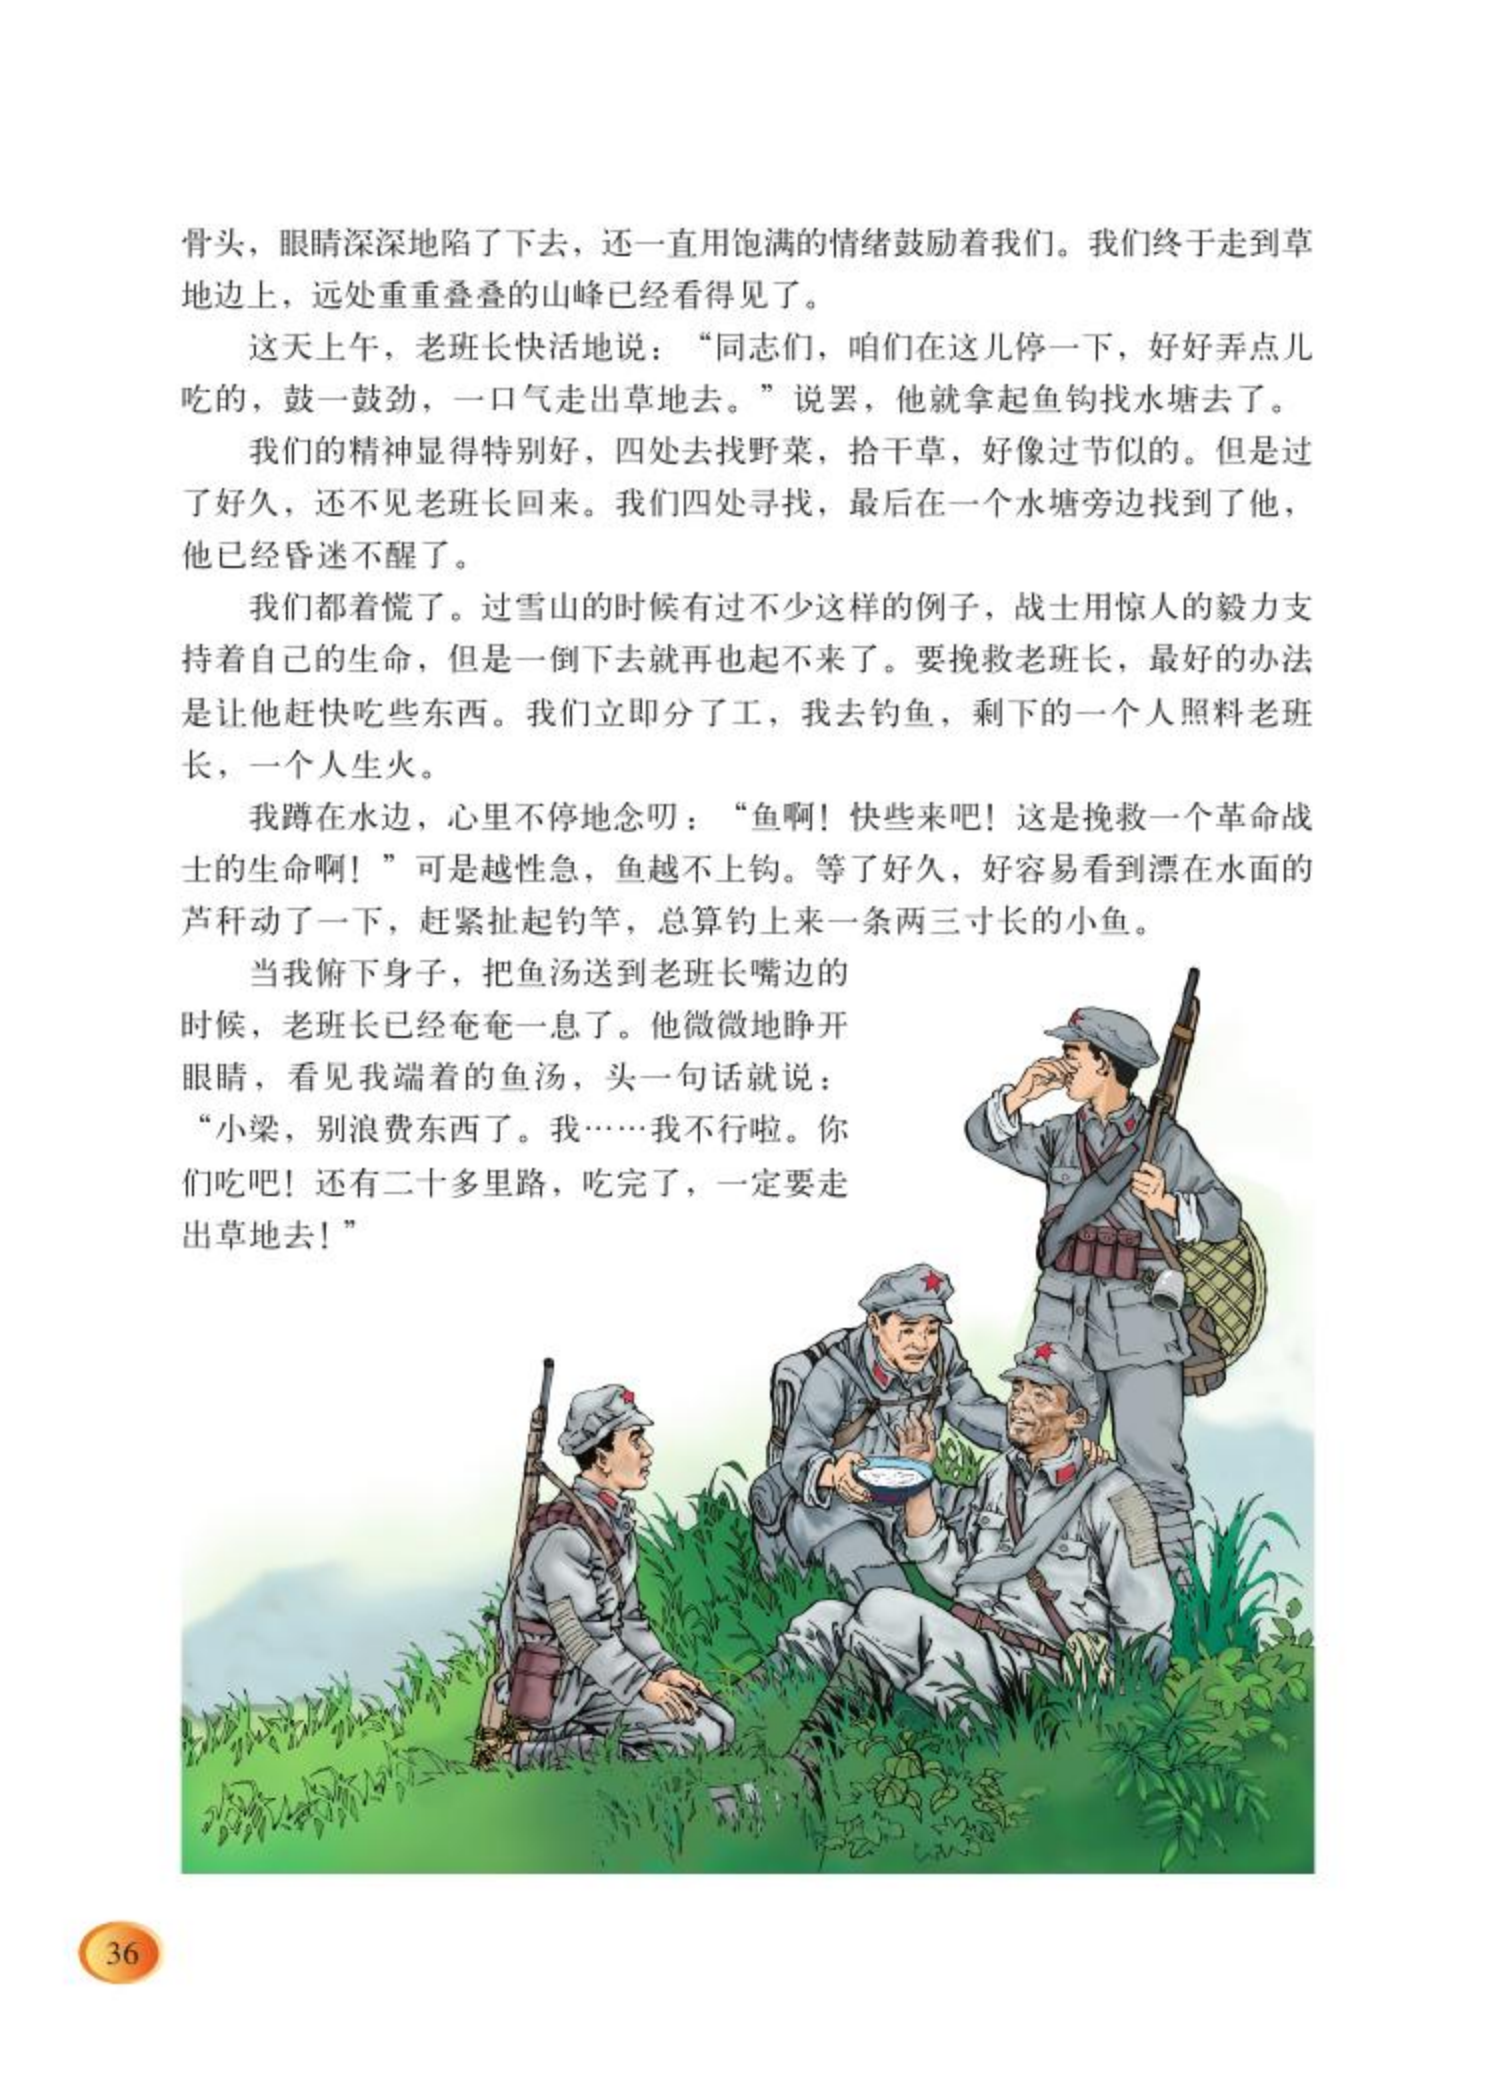 骨头，眼睛深深地陷了下去，还一直用饱满的情绪鼓励着我们。我们终于走到草
地边上，远处重重叠叠的山峰已经看得见了。
这天上午，老班长快活地说：“同志们，咱们在这儿停一下，好好弄点儿
吃的，鼓一鼓劲，一口气走出草地去。”说罢，他就拿起鱼钩找水塘去了。
我们的精神显得特别好，四处去找野菜，拾干草，好像过节似的。但是过
了好久，还不见老班长回来。我们四处寻找，最后在一个水塘旁边找到了他，
他已经昏迷不醒了。
我们都着慌了。过雪山的时候有过不少这样的例子，战士用惊人的毅力支
持着自己的生命，但是一倒下去就再也起不来了。要挽救老班长，最好的办法
是让他赶快吃些东西。我们立即分了工，我去钓鱼，剩下的一个人照料老班
长，一个人生火。
我蹲在水边，心里不停地念叨：“鱼啊！快些来吧！这是挽救一个革命战
士的生命啊！”可是越性急，鱼越不上钩。等了好久，好容易看到漂在水面的
芦秆动了一下，赶紧扯起钓竿，总算钓上来一条两三寸长的小鱼。
当我俯下身子，把鱼汤送到老班长嘴边的
时候，老班长已经奄奄一息了。他微微地睁开
眼睛，看见我端着的鱼汤，头一句话就说：
“小梁，别浪费东西了。我……我不行啦。你
们吃吧！还有二十多里路，吃完了，一定要走
出草地去！”
36